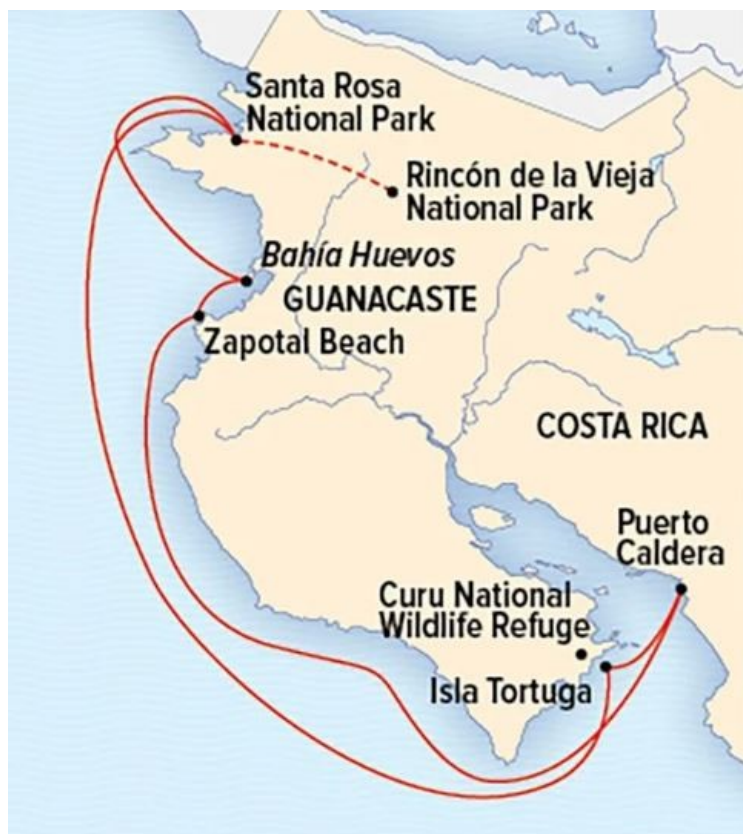 Santa Rosa
National Park
Rincón de la Vieja
National Park
Bahía Huevos
GUANACASTE
Zapotal Beach
COSTA RICA
Puerto
Caldera
Curu National
Wildlife Refuge
Isla Tortuga